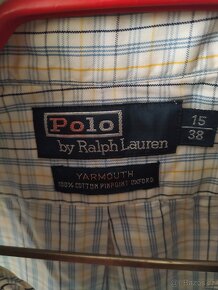 Polo
by Ralph Lauren
15
38
YARMOUTH
100% COTTON PINPOINT OXFORD